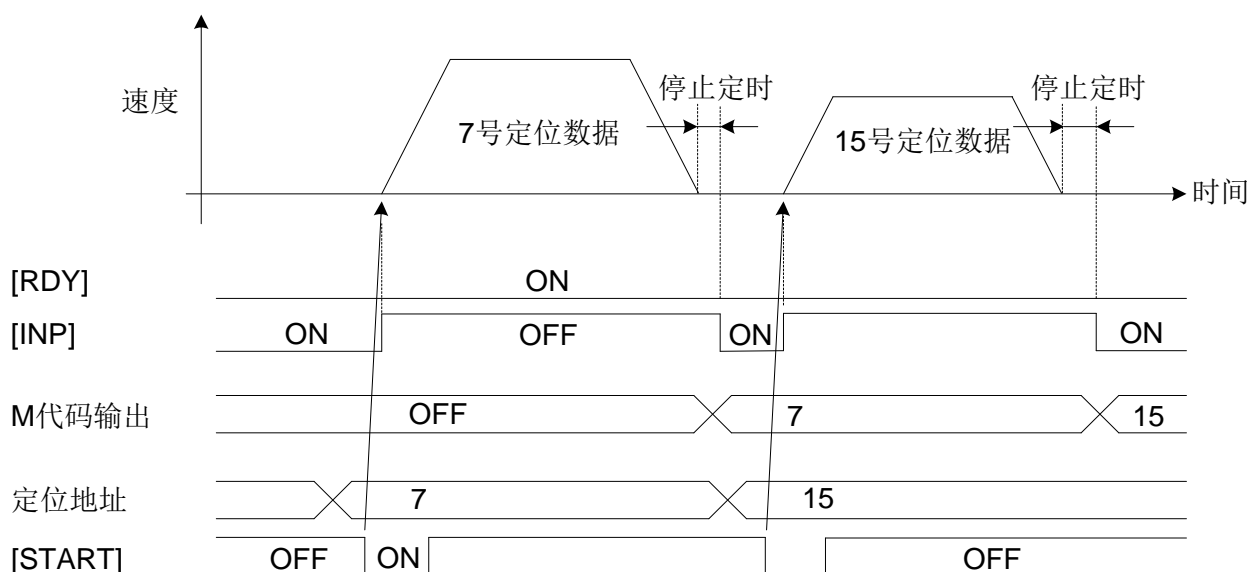 停止定时
停止定时
速度
7号定位数据
15号定位数据
时间
[RDY]
ON
[INP]
ON
OFF
ON
ON
M代码输出
OFF
7
15
定位地址
7
15
[START]
OFF
ON
OFF